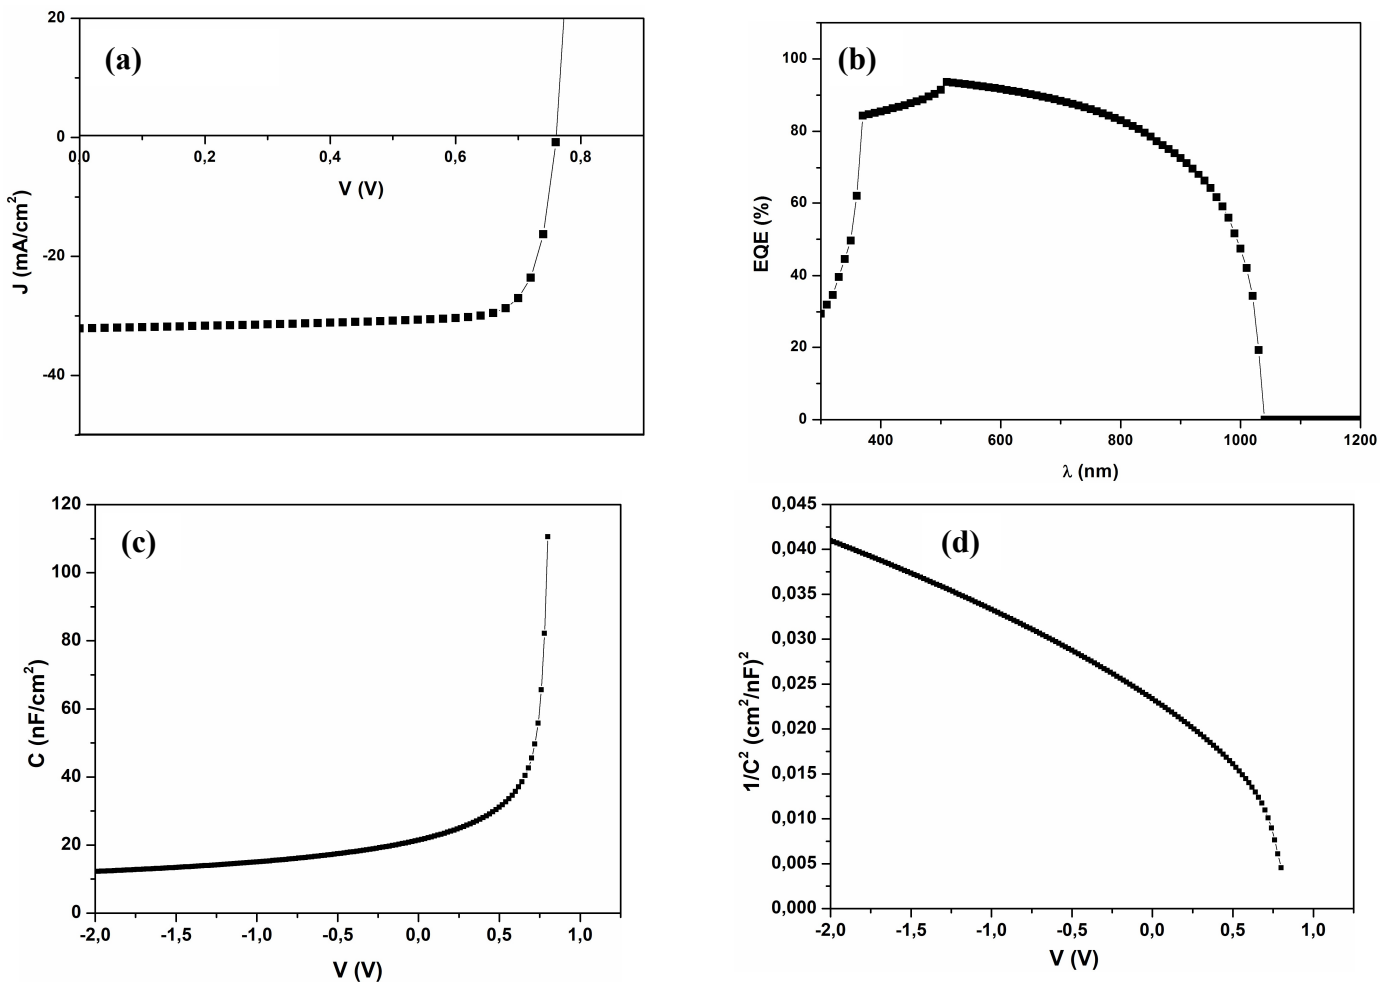 (a)
20
0
-20
-40
0,0 0,2 0,4 0,6 0,8
V (V)
J (mA/cm²)
(b)
100
80
60
40
20
0
400 600 800 1000 1200
λ (nm)
EQE (%)
(c)
120
100
80
60
40
20
0
-2,0 -1,5 -1,0 -0,5 0,0 0,5 1,0
V (V)
C (nF/cm²)
(d)
0,045
0,040
0,035
0,030
0,025
0,020
0,015
0,010
0,005
0,000
-2,0 -1,5 -1,0 -0,5 0,0 0,5 1,0
V (V)
1/C² (cm²/nF)²